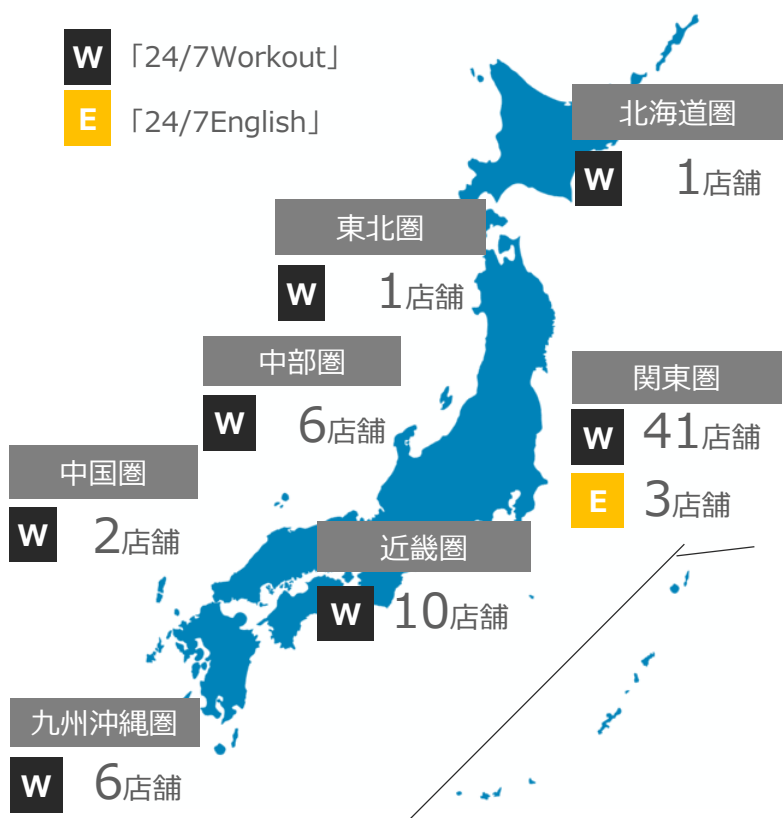 W 「24/7Workout」
E 「24/7English」
北海道圏
W 1店舗
東北圏
W 1店舗
中部圏
W 6店舗
関東圏
W 41店舗
E 3店舗
中国圏
W 2店舗
近畿圏
W 10店舗
九州沖縄圏
W 6店舗